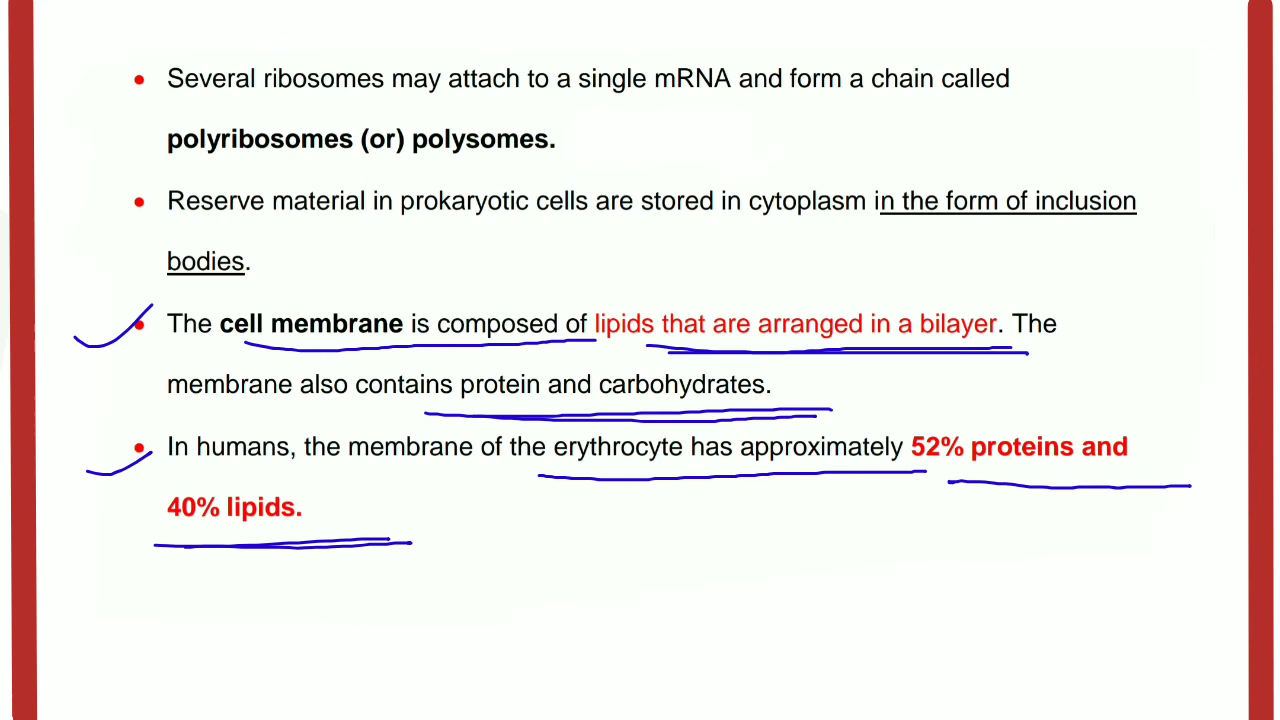 • Several ribosomes may attach to a single mRNA and form a chain called
polyribosomes (or) polysomes.
• Reserve material in prokaryotic cells are stored in cytoplasm in the form of inclusion
bodies.
• The cell membrane is composed of lipids that are arranged in a bilayer. The
membrane also contains protein and carbohydrates.
• In humans, the membrane of the erythrocyte has approximately 52% proteins and
40% lipids.